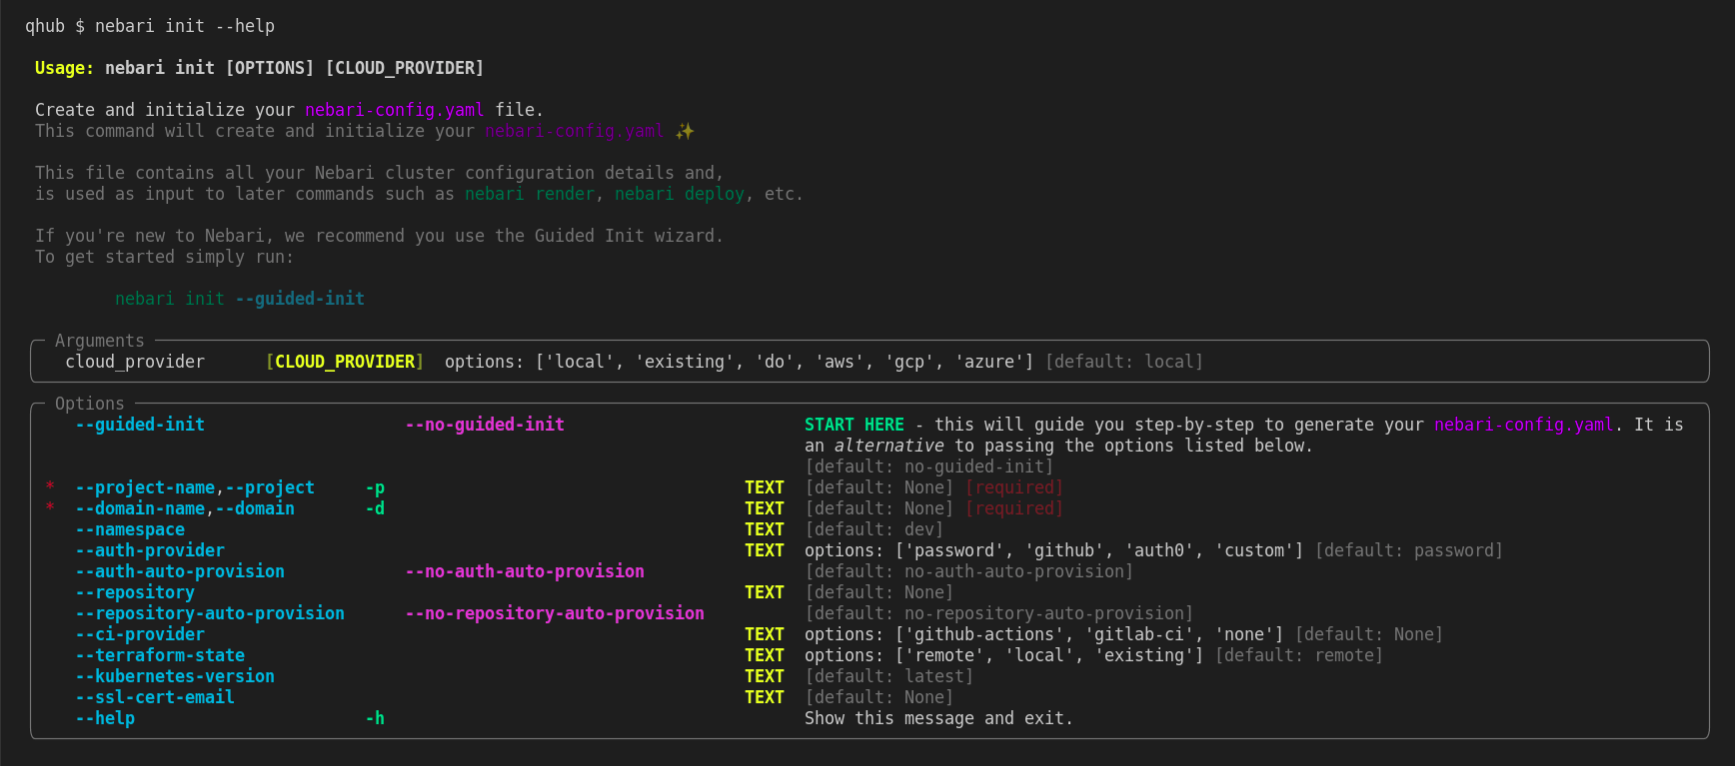 qhub $ nebari init --help
Usage: nebari init [OPTIONS] [CLOUD_PROVIDER]
Create and initialize your nebari-config.yaml file.
This command will create and initialize your nebari-config.yaml ✨
This file contains all your Nebari cluster configuration details and,
is used as input to later commands such as nebari render, nebari deploy, etc.
If you're new to Nebari, we recommend you use the Guided Init wizard.
To get started simply run:
nebari init --guided-init
Arguments
cloud_provider [CLOUD_PROVIDER] options: ['local', 'existing', 'do', 'aws', 'gcp', 'azure'] [default: local]
Options
--guided-init --no-guided-init START HERE - this will guide you step-by-step to generate your nebari-config.yaml. It is
an alternative to passing the options listed below.
[default: no-guided-init]
* --project-name,--project -p TEXT [default: None] [required]
* --domain-name,--domain -d TEXT [default: None] [required]
--namespace TEXT [default: dev]
--auth-provider TEXT options: ['password', 'github', 'auth0', 'custom'] [default: password]
--auth-auto-provision --no-auth-auto-provision [default: no-auth-auto-provision]
--repository TEXT [default: None]
--repository-auto-provision --no-repository-auto-provision [default: no-repository-auto-provision]
--ci-provider TEXT options: ['github-actions', 'gitlab-ci', 'none'] [default: None]
--terraform-state TEXT options: ['remote', 'local', 'existing'] [default: remote]
--kubernetes-version TEXT [default: latest]
--ssl-cert-email TEXT [default: None]
--help -h Show this message and exit.